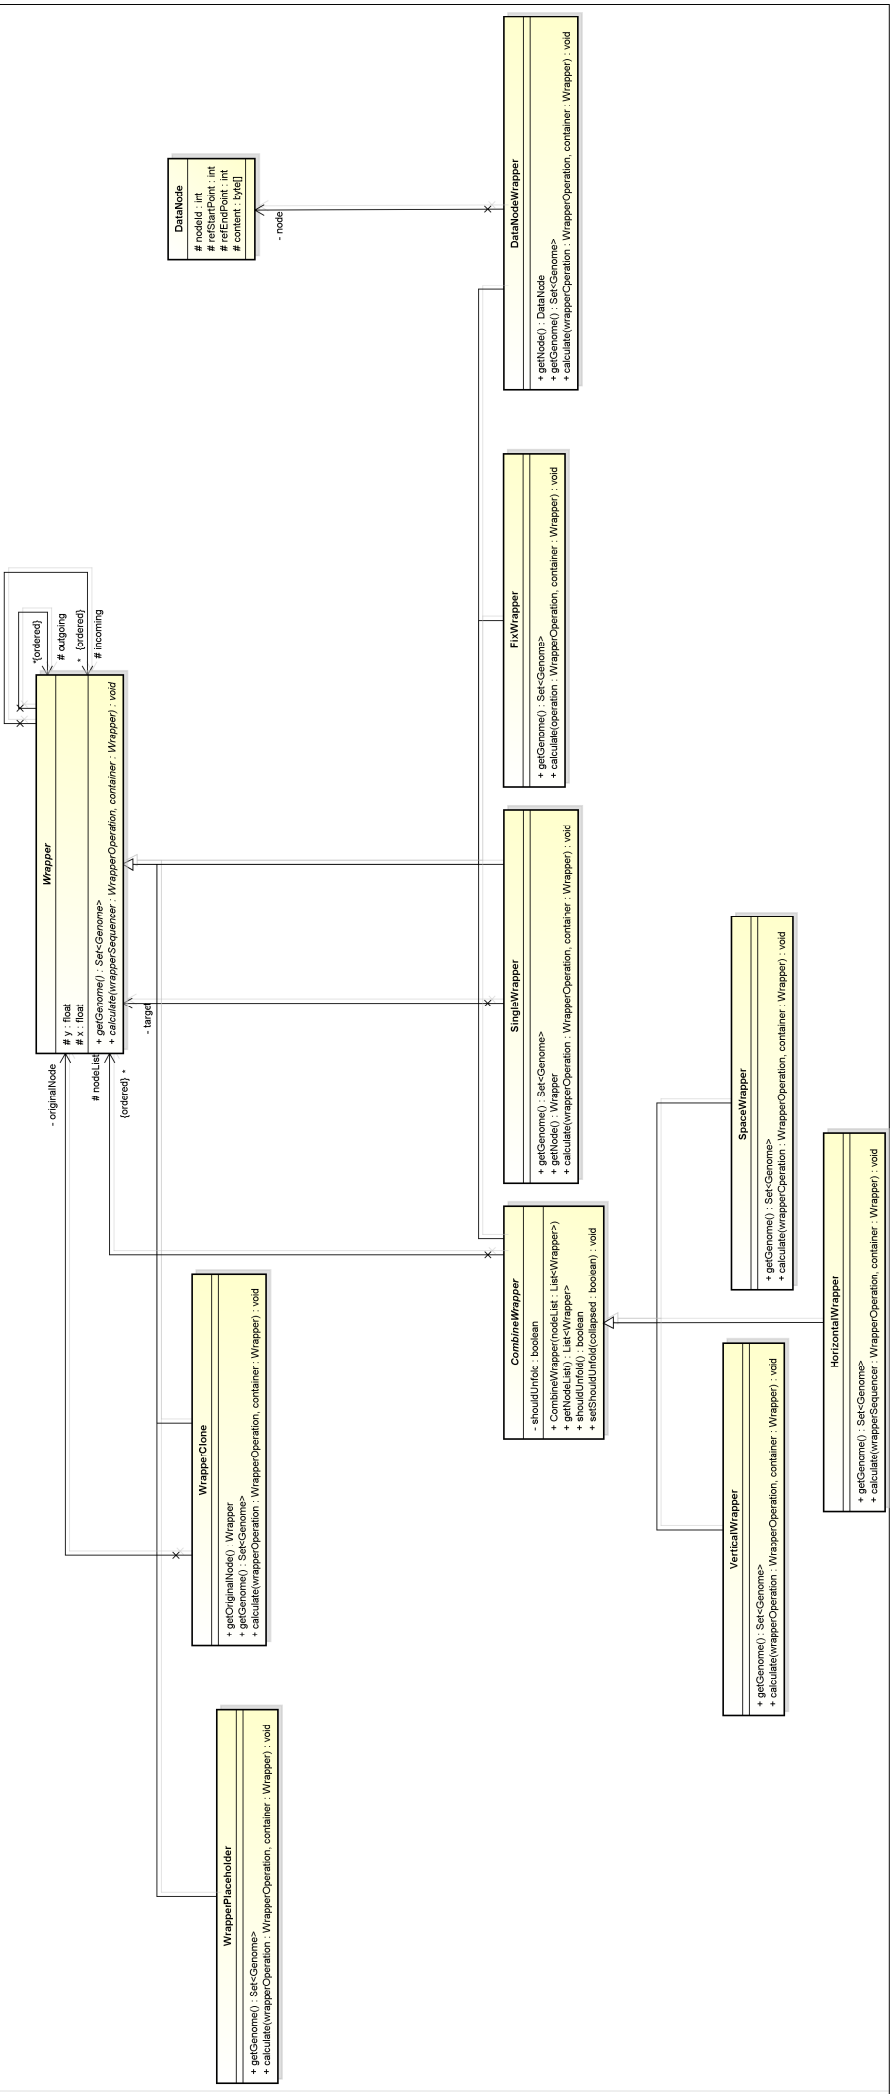 DataNode
# nodeId : int
# refStartPoint : int
# refEndPoint : int
# content : byte[]
- node
DataNodeWrapper
+ getNode() : DataNode
+ getGenome() : Set<Genome>
+ calculate(wrapperOperation : WrapperOperation, container : Wrapper) : void
*{ordered}
# outgoing
* {ordered}
# incoming
Wrapper
# y : float
# x : float
+ getGenome() : Set<Genome>
+ calculate(wrapperSequencer : WrapperOperation, container : Wrapper) : void
- originalNode
# nodeList
{ordered} *
- target
FixWrapper
+ getGenome() : Set<Genome>
+ calculate(operation : WrapperOperation, container : Wrapper) : void
SingleWrapper
+ getGenome() : Set<Genome>
+ getNode() : Wrapper
+ calculate(wrapperOperation : WrapperOperation, container : Wrapper) : void
CombineWrapper
- shouldUnfold : boolean
+ CombineWrapper(nodeList : List<Wrapper>)
+ getNodeList() : List<Wrapper>
+ shouldUnfold() : boolean
+ setShouldUnfold(collapsed : boolean) : void
SpaceWrapper
+ getGenome() : Set<Genome>
+ calculate(wrapperOperation : WrapperOperation, container : Wrapper) : void
HorizontalWrapper
+ getGenome() : Set<Genome>
+ calculate(wrapperSequencer : WrapperOperation, container : Wrapper) : void
VerticalWrapper
+ getGenome() : Set<Genome>
+ calculate(wrapperOperation : WrapperOperation, container : Wrapper) : void
WrapperClone
+ getOriginalNode() : Wrapper
+ getGenome() : Set<Genome>
+ calculate(wrapperOperation : WrapperOperation, container : Wrapper) : void
WrapperPlaceholder
+ getGenome() : Set<Genome>
+ calculate(wrapperOperation : WrapperOperation, container : Wrapper) : void